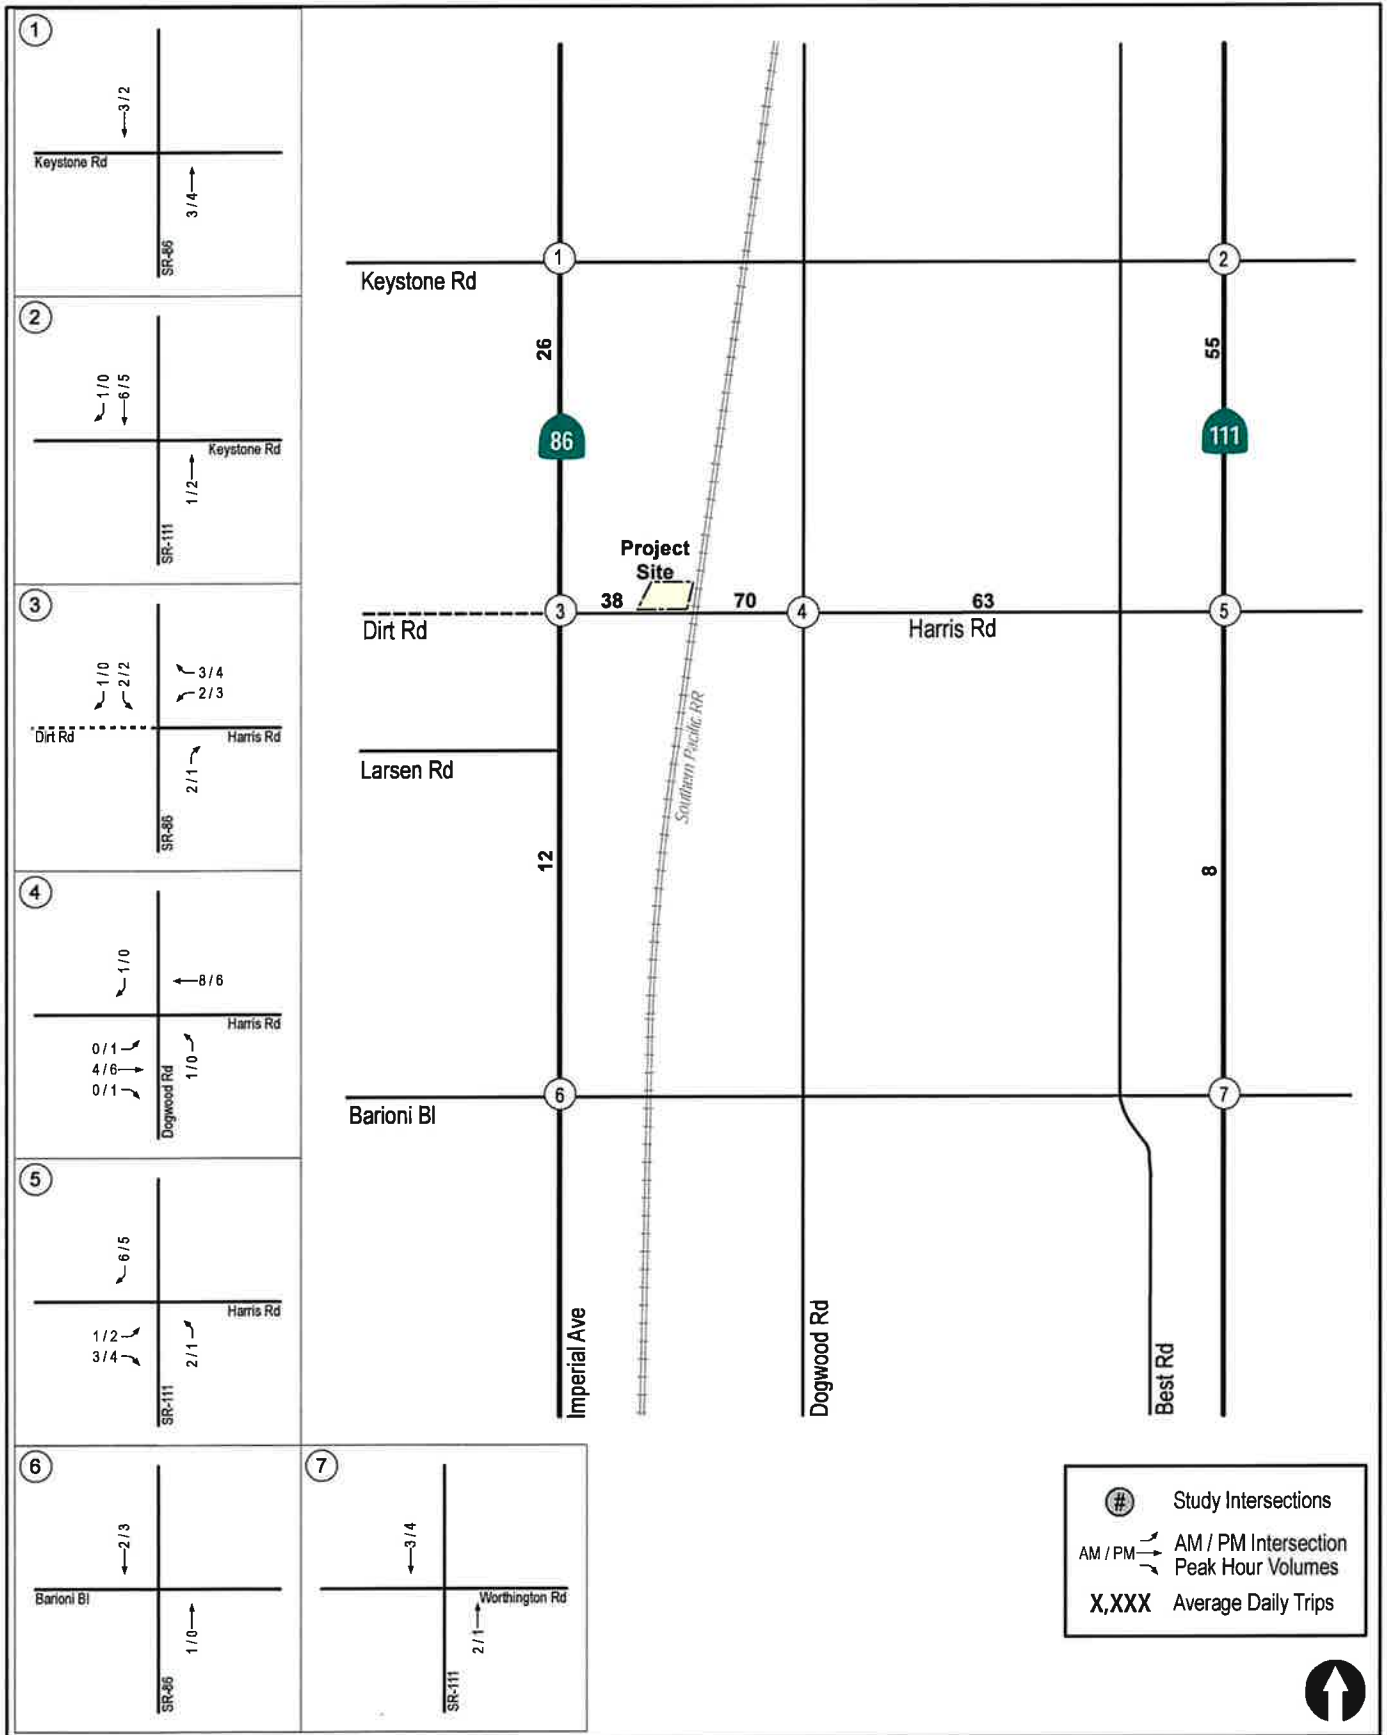 1
3 / 2
Keystone Rd
3 / 4
SR-86
2
1 / 0
6 / 5
Keystone Rd
1 / 2
SR-111
3
1 / 0
2 / 2
3 / 4
2 / 3
Dirt Rd
Harris Rd
2 / 1
SR-86
4
1 / 0
8 / 6
Harris Rd
0 / 1
4 / 6
0 / 1
1 / 0
Dogwood Rd
5
6 / 5
Harris Rd
1 / 2
3 / 4
2 / 1
SR-111
6
2 / 3
Barioni Bl
1 / 0
SR-86
7
3 / 4
Worthington Rd
2 / 1
SR-111
1
2
Keystone Rd
26
55
86
111
Project
Site
3
38
70
4
63
5
Dirt Rd
Harris Rd
Southern Pacific RR
Larsen Rd
12
8
6
7
Barioni Bl
Imperial Ave
Dogwood Rd
Best Rd
# Study Intersections
AM / PM AM / PM Intersection
Peak Hour Volumes
X,XXX Average Daily Trips